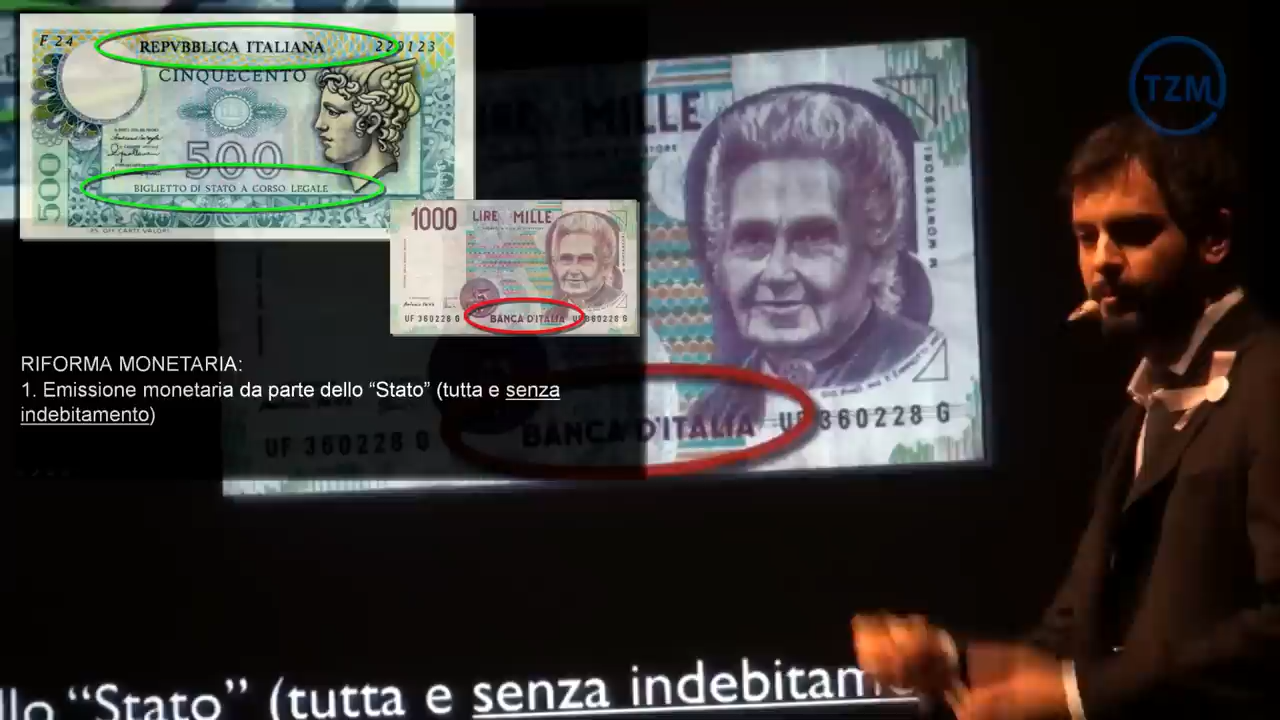 F 24
REPVBBLICA ITALIANA
229123
CINQUECENTO
500
500
BIGLIETTO DI STATO A CORSO LEGALE
1000 LIRE MILLE
UF 360228 G
BANCA D'ITALIA
UF 360228 G
RIFORMA MONETARIA:
1. Emissione monetaria da parte dello “Stato” (tutta e senza
indebitamento)
MILLE
UF 360228 G
BANCA D'ITALIA
UF 360228 G
TZM
“Stato” (tutta e senza indebitam